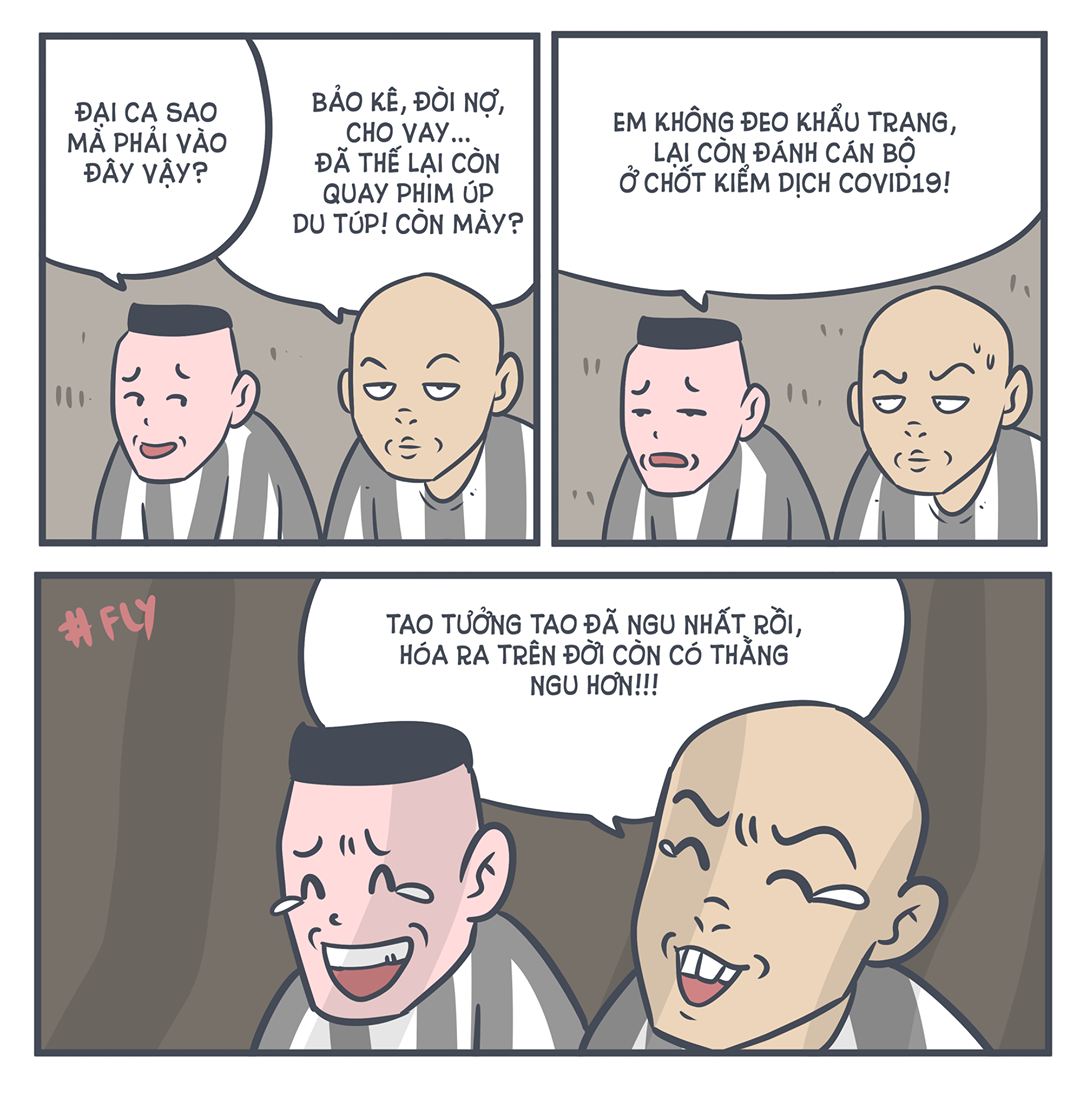 ĐẠI CA SAO
MÀ PHẢI VÀO
ĐÂY VẬY?
BẢO KÊ, ĐÒI NỢ,
CHO VAY...
ĐÃ THẾ LẠI CÒN
QUAY PHIM ÚP
DU TÚP! CÒN MÀY?
EM KHÔNG ĐEO KHẨU TRANG,
LẠI CÒN ĐÁNH CÁN BỘ
Ở CHỐT KIỂM DỊCH COVID19!
#FLY
TAO TƯỞNG TAO ĐÃ NGU NHẤT RỒI,
HÓA RA TRÊN ĐỜI CÒN CÓ THẰNG
NGU HƠN!!!